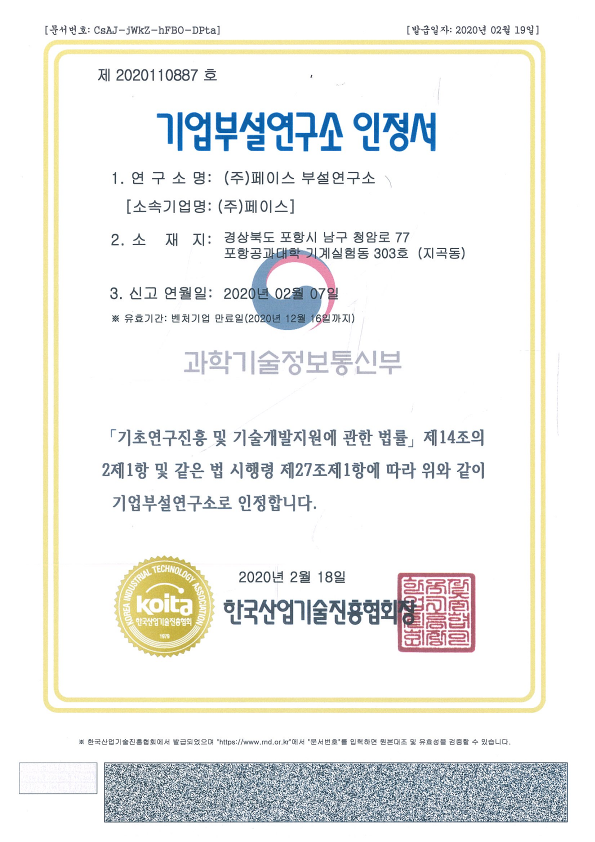 [문서번호: CsAJ-jWkZ-hFBO-DPta] [발급일자: 2020년 02월 19일]
제 2020110887 호
기업부설연구소 인정서
1. 연 구 소 명: (주)페이스 부설연구소
[소속기업명: (주)페이스]
2. 소 재 지: 경상북도 포항시 남구 청암로 77
포항공과대학 기계실험동 303호 (지곡동)
3. 신고 연월일: 2020년 02월 07일
※ 유효기간: 벤처기업 만료일(2020년 12월 16일까지)
과학기술정보통신부
「기초연구진흥 및 기술개발지원에 관한 법률」 제14조의
2제1항 및 같은 법 시행령 제27조제1항에 따라 위와 같이
기업부설연구소로 인정합니다.
2020년 2월 18일
KOREA INDUSTRIAL TECHNOLOGY ASSOCIATION
koita
한국산업기술진흥협회
1979
한국산업기술진흥협회장
※ 한국산업기술진흥협회에서 발급되었으며 "https://www.rnd.or.kr"에서 "문서번호"를 입력하면 원본대조 및 유효성을 검증할 수 있습니다.